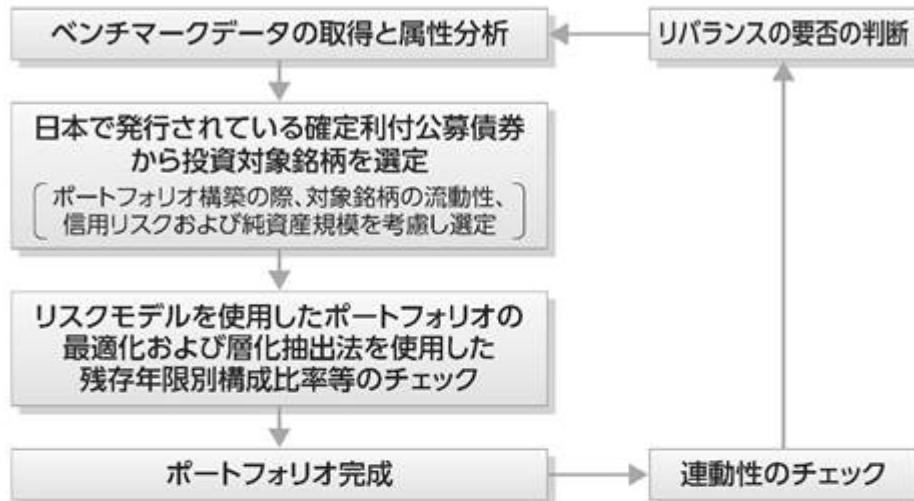 ベンチマークデータの取得と属性分析
リバランスの要否の判断
日本で発行されている確定利付公募債券
から投資対象銘柄を選定
ポートフォリオ構築の際、対象銘柄の流動性、
信用リスクおよび純資産規模を考慮し選定
リスクモデルを使用したポートフォリオの
最適化および層化抽出法を使用した
残存年限別構成比率等のチェック
ポートフォリオ完成
連動性のチェック